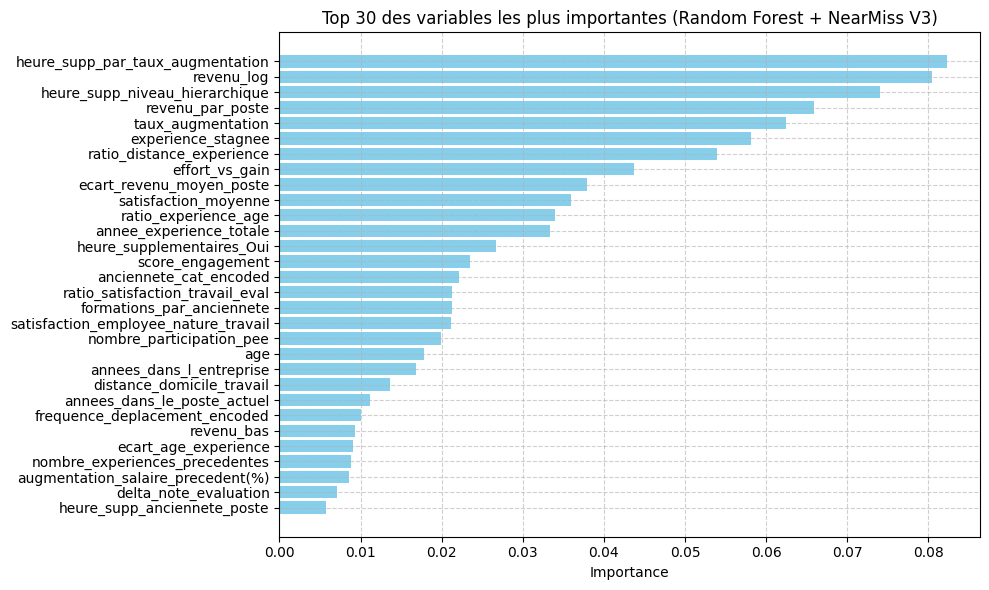 Top 30 des variables les plus importantes (Random Forest + NearMiss V3)
heure_supp_par_taux_augmentation
revenu_log
heure_supp_niveau_hierarchique
revenu_par_poste
taux_augmentation
experience_stagnee
ratio_distance_experience
effort_vs_gain
ecart_revenu_moyen_poste
satisfaction_moyenne
ratio_experience_age
annee_experience_totale
heure_supplementaires_Oui
score_engagement
anciennete_cat_encoded
ratio_satisfaction_travail_eval
formations_par_anciennete
satisfaction_employee_nature_travail
nombre_participation_pee
age
annees_dans_l_entreprise
distance_domicile_travail
annees_dans_le_poste_actuel
frequence_deplacement_encoded
revenu_bas
ecart_age_experience
nombre_experiences_precedentes
augmentation_salaire_precedent(%)
delta_note_evaluation
heure_supp_anciennete_poste
0.00 0.01 0.02 0.03 0.04 0.05 0.06 0.07 0.08
Importance